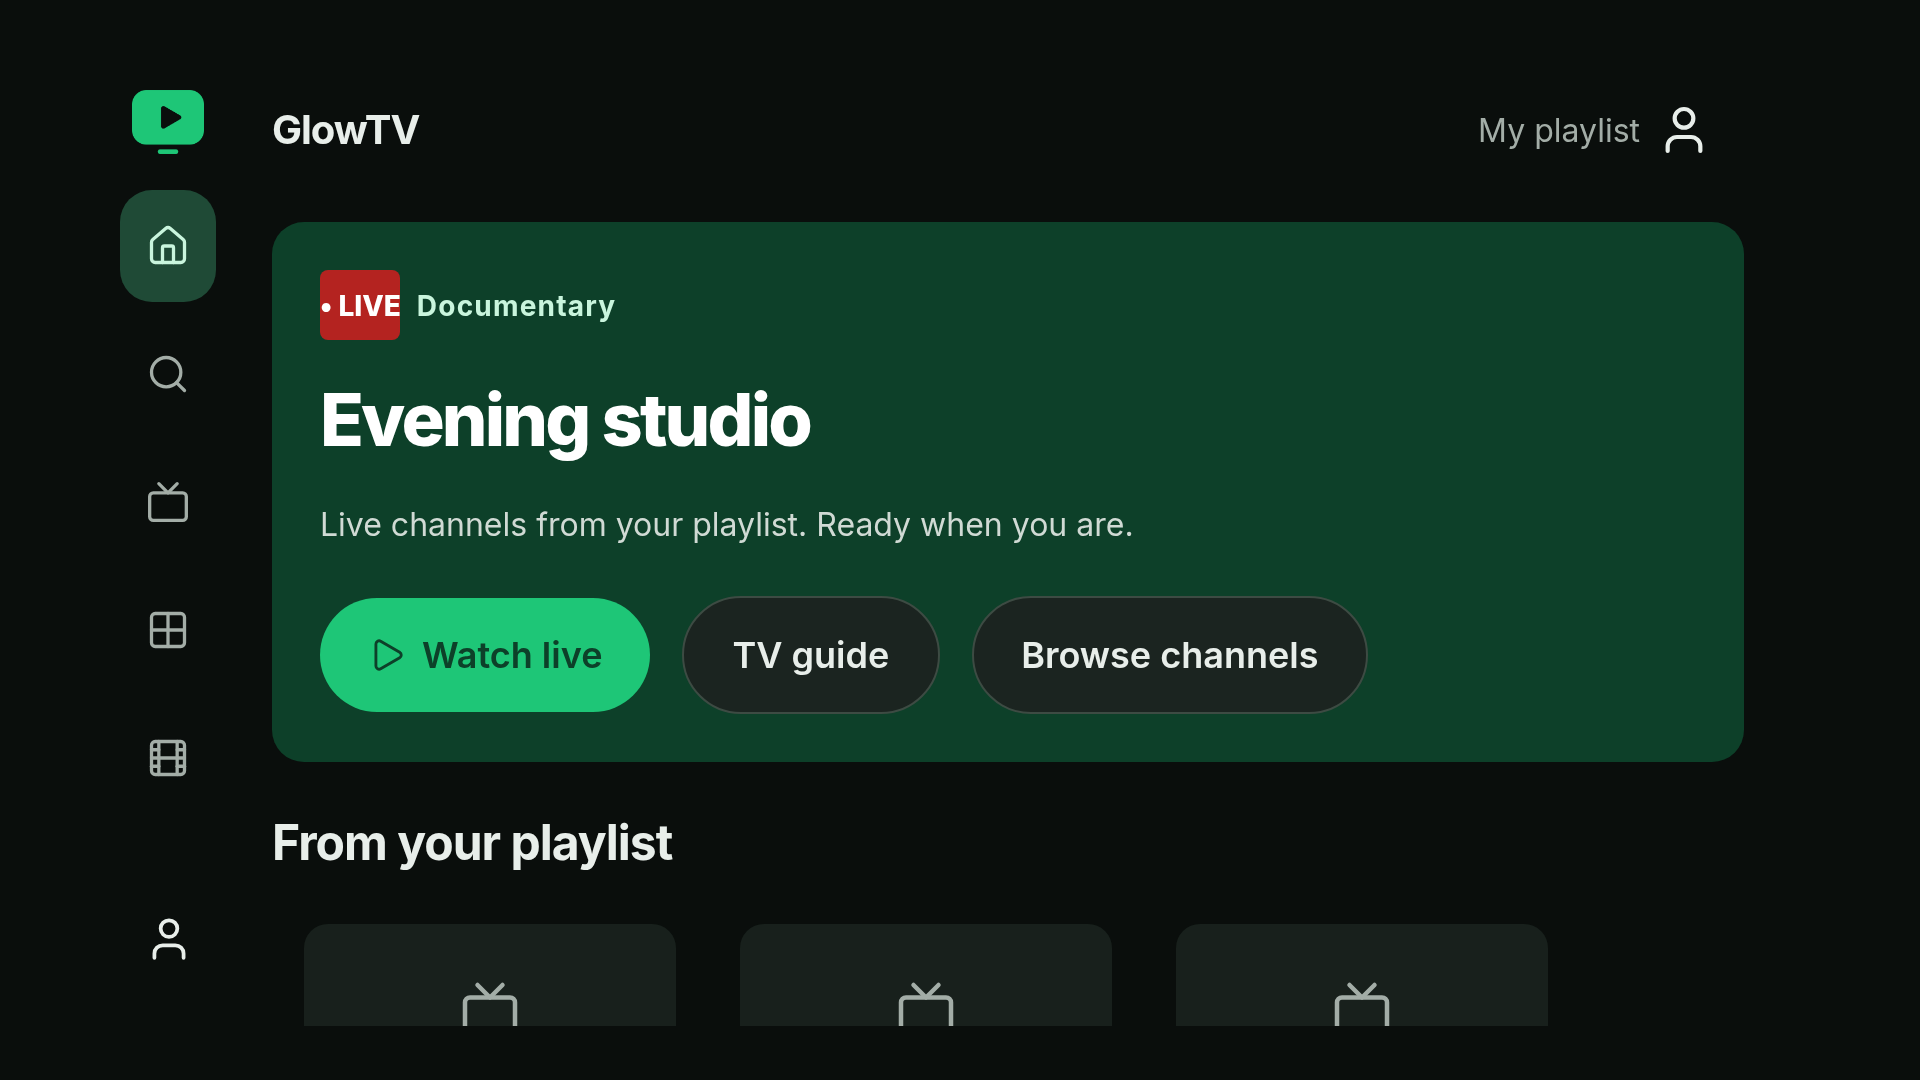 GlowTV
My playlist
• LIVE Documentary
Evening studio
Live channels from your playlist. Ready when you are.
Watch live
TV guide
Browse channels
From your playlist